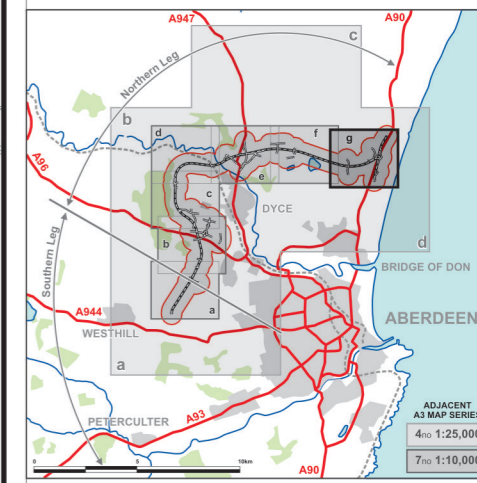 A947
A90
c
Northern Leg
b
d
f
g
A96
e
c
DYCE
b
d
Southern Leg
BRIDGE OF DON
A944
a
ABERDEEN
WESTHILL
a
ADJACENT
A3 MAP SERIES
PETERCULTER
A93
4no 1:25,000
7no 1:10,000
0 5 10km
A90